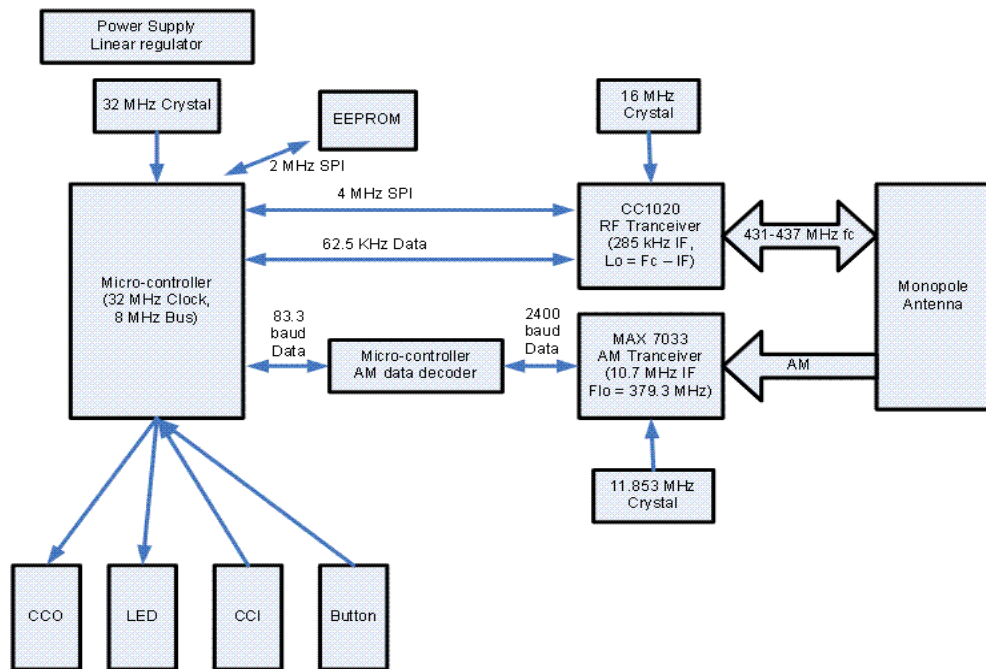 Power Supply
Linear regulator
32 MHz Crystal
EEPROM
16 MHz
Crystal
2 MHz SPI
4 MHz SPI
CC1020
RF Tranceiver
(285 kHz IF,
Lo = Fc – IF)
431-437 MHz fc
62.5 KHz Data
Micro-controller
(32 MHz Clock,
8 MHz Bus)
Monopole
Antenna
83.3
baud
Data
Micro-controller
AM data decoder
2400
baud
Data
MAX 7033
AM Tranceiver
(10.7 MHz IF
Flo = 379.3 MHz)
AM
11.853 MHz
Crystal
CCO
LED
CCI
Button